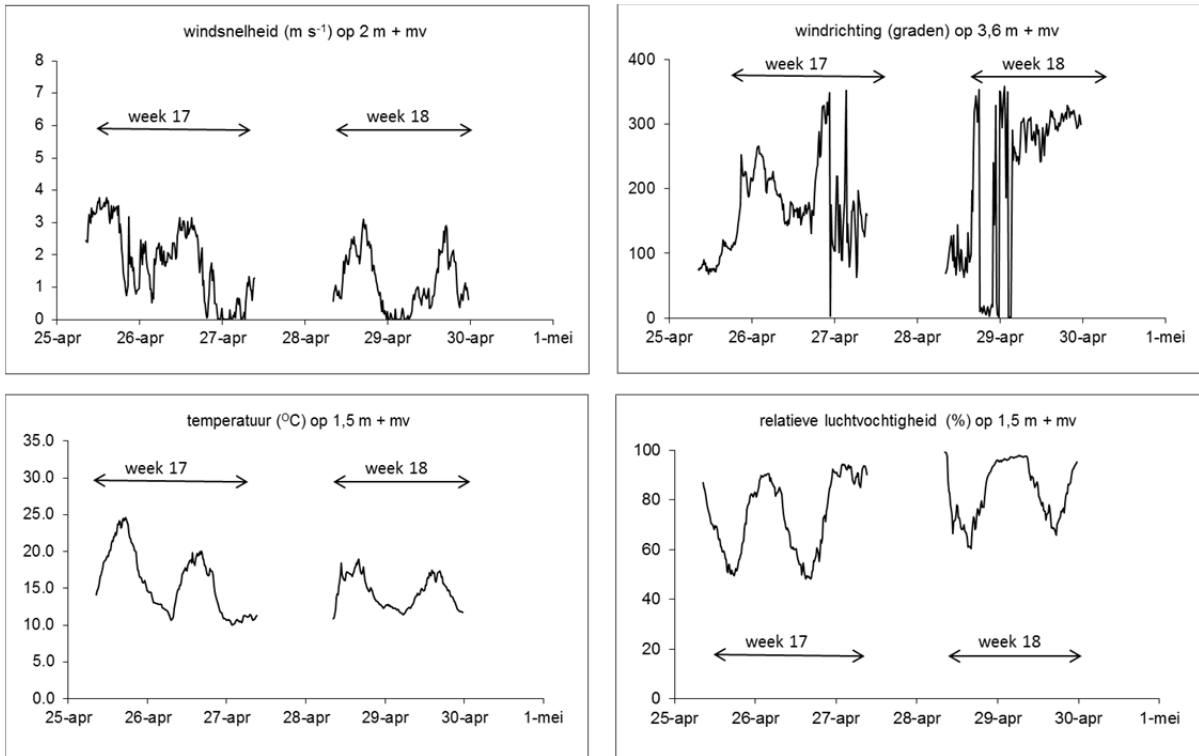 windsnelheid (m s⁻¹) op 2 m + mv
8
7
6
5
4
3
2
1
0
week 17
week 18
25-apr 26-apr 27-apr 28-apr 29-apr 30-apr 1-mei
windrichting (graden) op 3,6 m + mv
400
300
200
100
0
week 17
week 18
25-apr 26-apr 27-apr 28-apr 29-apr 30-apr 1-mei
temperatuur (⁰C) op 1,5 m + mv
35.0
30.0
25.0
20.0
15.0
10.0
5.0
0.0
week 17
week 18
25-apr 26-apr 27-apr 28-apr 29-apr 30-apr 1-mei
relatieve luchtvochtigheid (%) op 1,5 m + mv
100
80
60
40
20
0
week 17
week 18
25-apr 26-apr 27-apr 28-apr 29-apr 30-apr 1-mei